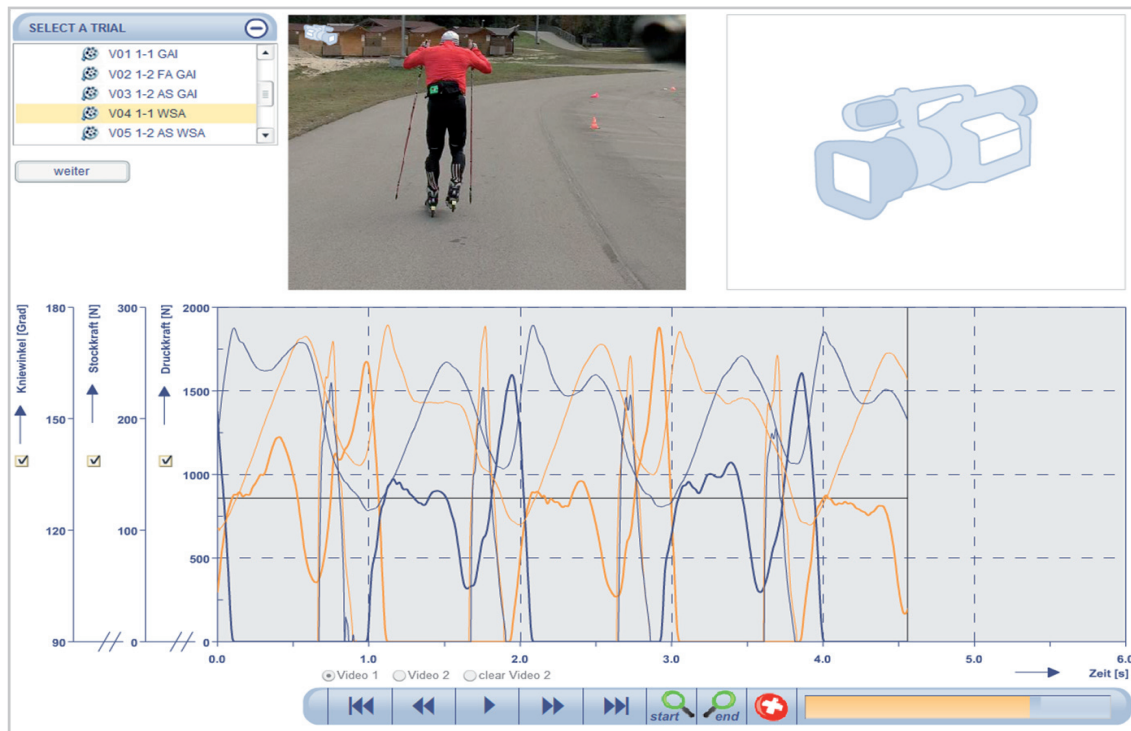 SELECT A TRIAL
V01 1-1 GAI
V02 1-2 FA GAI
V03 1-2 AS GAI
V04 1-1 WSA
V05 1-2 AS WSA
weiter
Kniewinkel [Grad]
180
150
120
90
Stockkraft [N]
300
200
100
0
Druckkraft [N]
2000
1500
1000
500
0
0.0 1.0 2.0 3.0 4.0 5.0 6.0
Video 1 Video 2 clear Video 2 Zeit [s]
start end